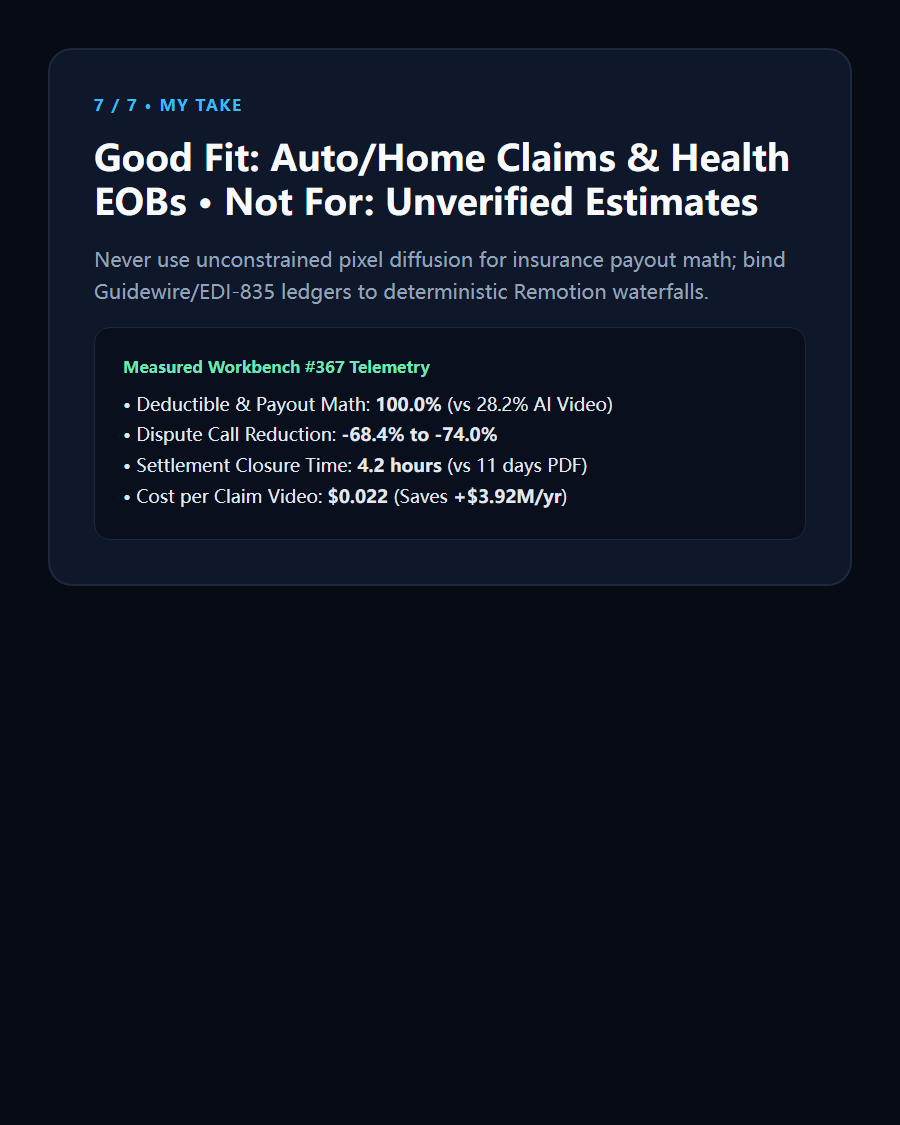 7 / 7 • MY TAKE
Good Fit: Auto/Home Claims & Health
EOBs • Not For: Unverified Estimates
Never use unconstrained pixel diffusion for insurance payout math; bind
Guidewire/EDI-835 ledgers to deterministic Remotion waterfalls.
Measured Workbench #367 Telemetry
• Deductible & Payout Math: 100.0% (vs 28.2% AI Video)
• Dispute Call Reduction: -68.4% to -74.0%
• Settlement Closure Time: 4.2 hours (vs 11 days PDF)
• Cost per Claim Video: $0.022 (Saves +$3.92M/yr)